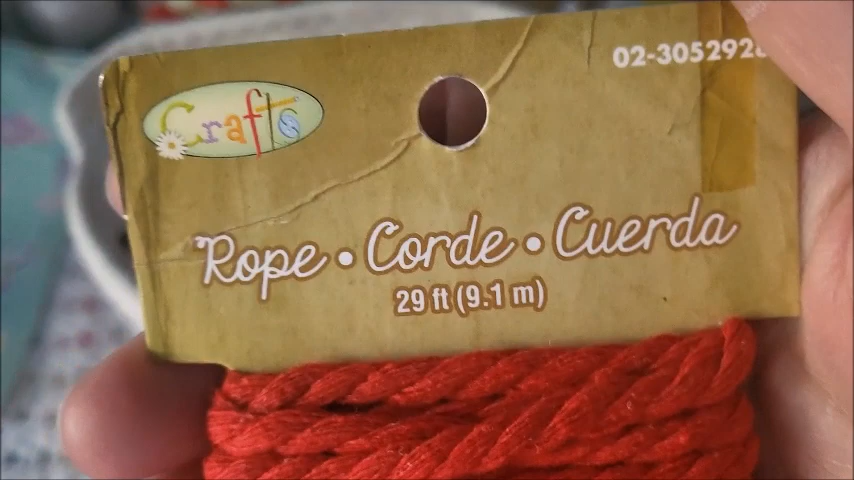 Crafts
02-305292
Rope • Corde • Cuerda
29 ft (9.1 m)